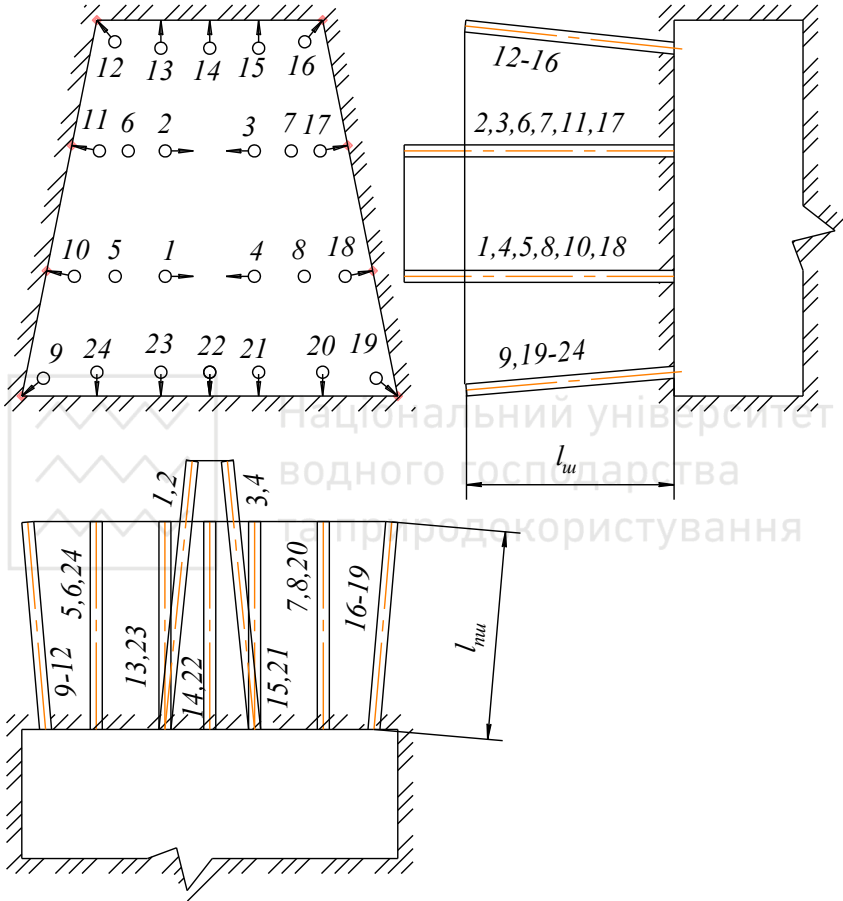 12 13 14 15 16
11 6 2 3 7 17
10 5 1 4 8 18
9 24 23 22 21 20 19
12-16
2,3,6,7,11,17
1,4,5,8,10,18
9,19-24
lш
Національний університет
водного господарства
та природокористування
1,2
3,4
5,6,24
7,8,20
16-19
9-12
13,23
14,22
15,21
lпш